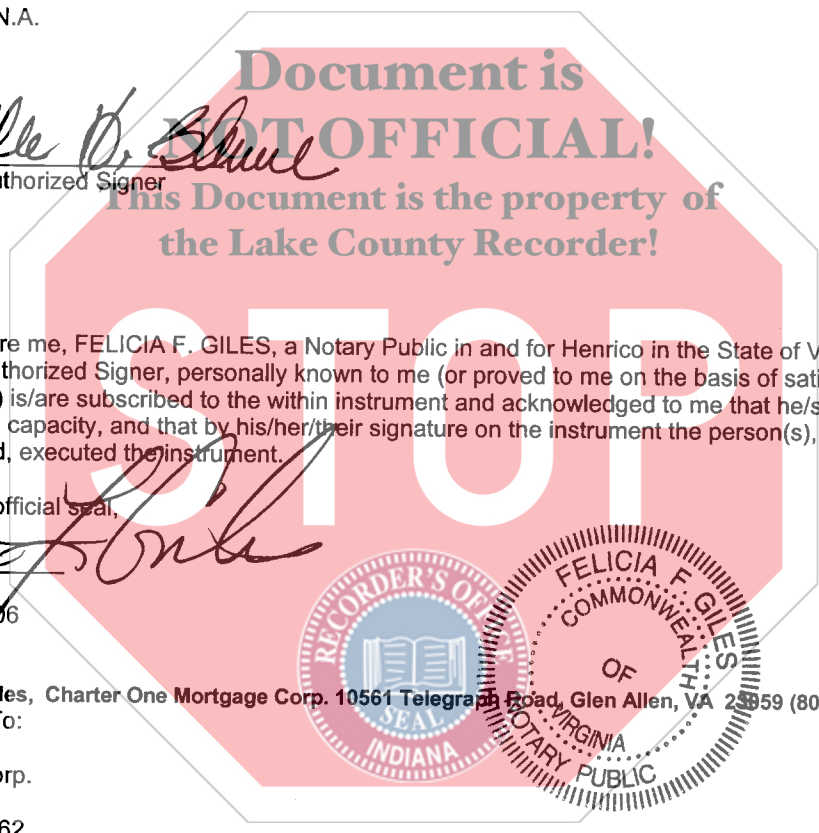 N.A.
Document is
NOT OFFICIAL!
Authorized Signer
This Document is the property of
the Lake County Recorder!
STOP
re me, FELICIA F. GILES, a Notary Public in and for Henrico in the State of V
thorized Signer, personally known to me (or proved to me on the basis of sati
) is/are subscribed to the within instrument and acknowledged to me that he/s
capacity, and that by his/her/their signature on the instrument the person(s),
d, executed the instrument.
official seal,
06
les, Charter One Mortgage Corp. 10561 Telegraph Road, Glen Allen, VA 23059 (80
To:
orp.
62
RECORDER'S OFFICE
SEAL
INDIANA
FELICIA F. GILES
COMMONWEALTH
OF
VIRGINIA
NOTARY PUBLIC